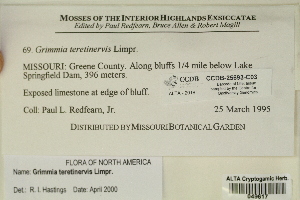 MOSSES OF THE INTERIOR HIGHLANDS EXSICCATAE
Edited by Paul Redfearn, Bruce Allen & Robert Magill
69. Grimmia teretinervis Limpr.
MISSOURI: Greene County. Along bluffs 1/4 mile below Lake
Springfield Dam, 396 meters.
Exposed limestone at edge of bluff.
CCDB
CCDB-25693-C03
Coll: Paul L. Redfearn, Jr.
25 March 1995
DISTRIBUTED BY MISSOURI BOTANICAL GARDEN
FLORA OF NORTH AMERICA
Name: Grimmia teretinervis Limpr.
Det.: R. I. Hastings Date: April 2000
ALTA Cryptogamic Herb.